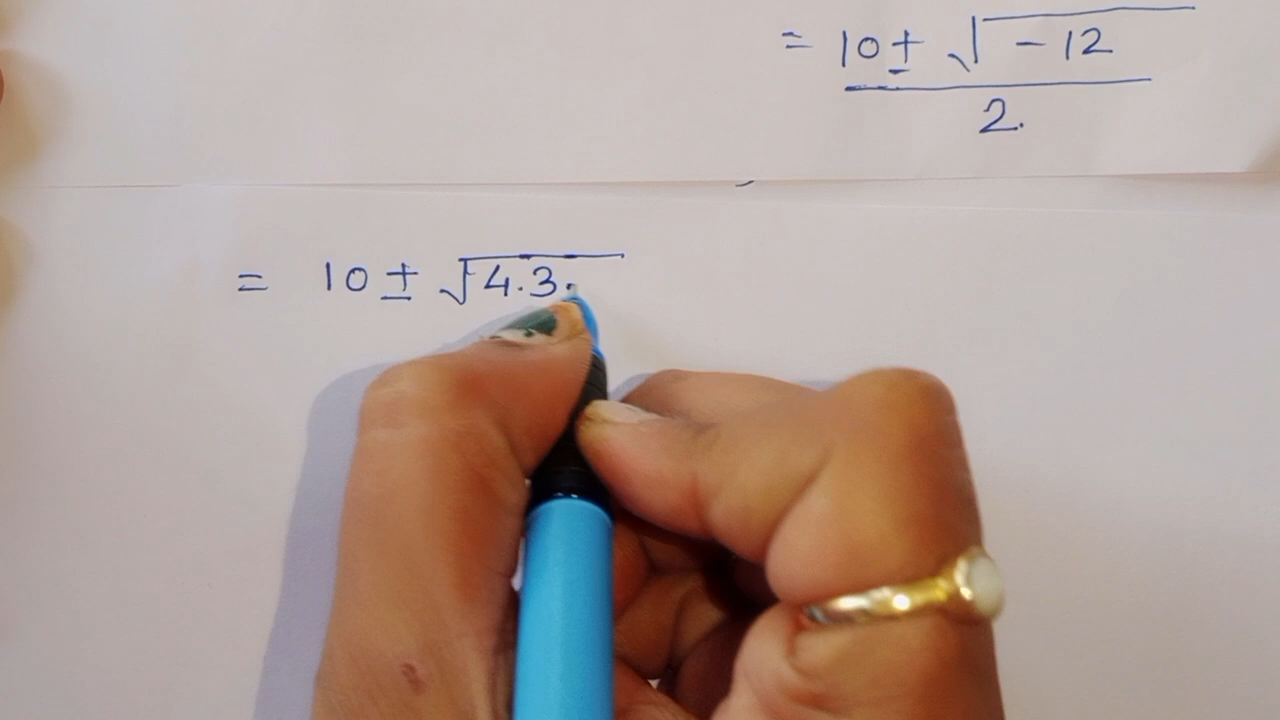 = 10 ± √-12
2.
= 10 ± √4.3.